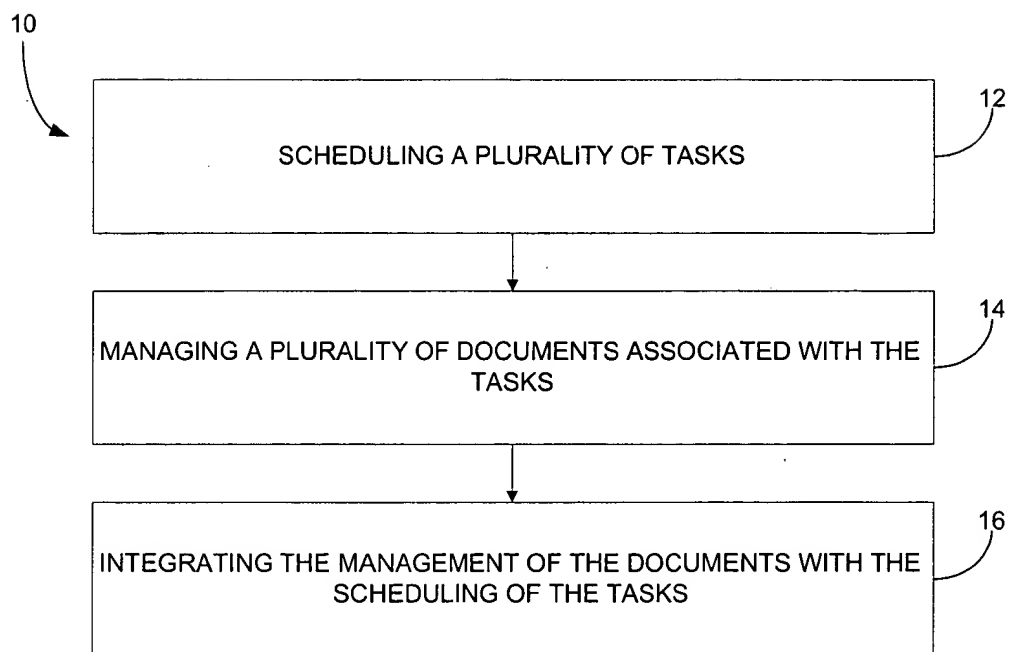 10
12
SCHEDULING A PLURALITY OF TASKS
14
MANAGING A PLURALITY OF DOCUMENTS ASSOCIATED WITH THE
TASKS
16
INTEGRATING THE MANAGEMENT OF THE DOCUMENTS WITH THE
SCHEDULING OF THE TASKS